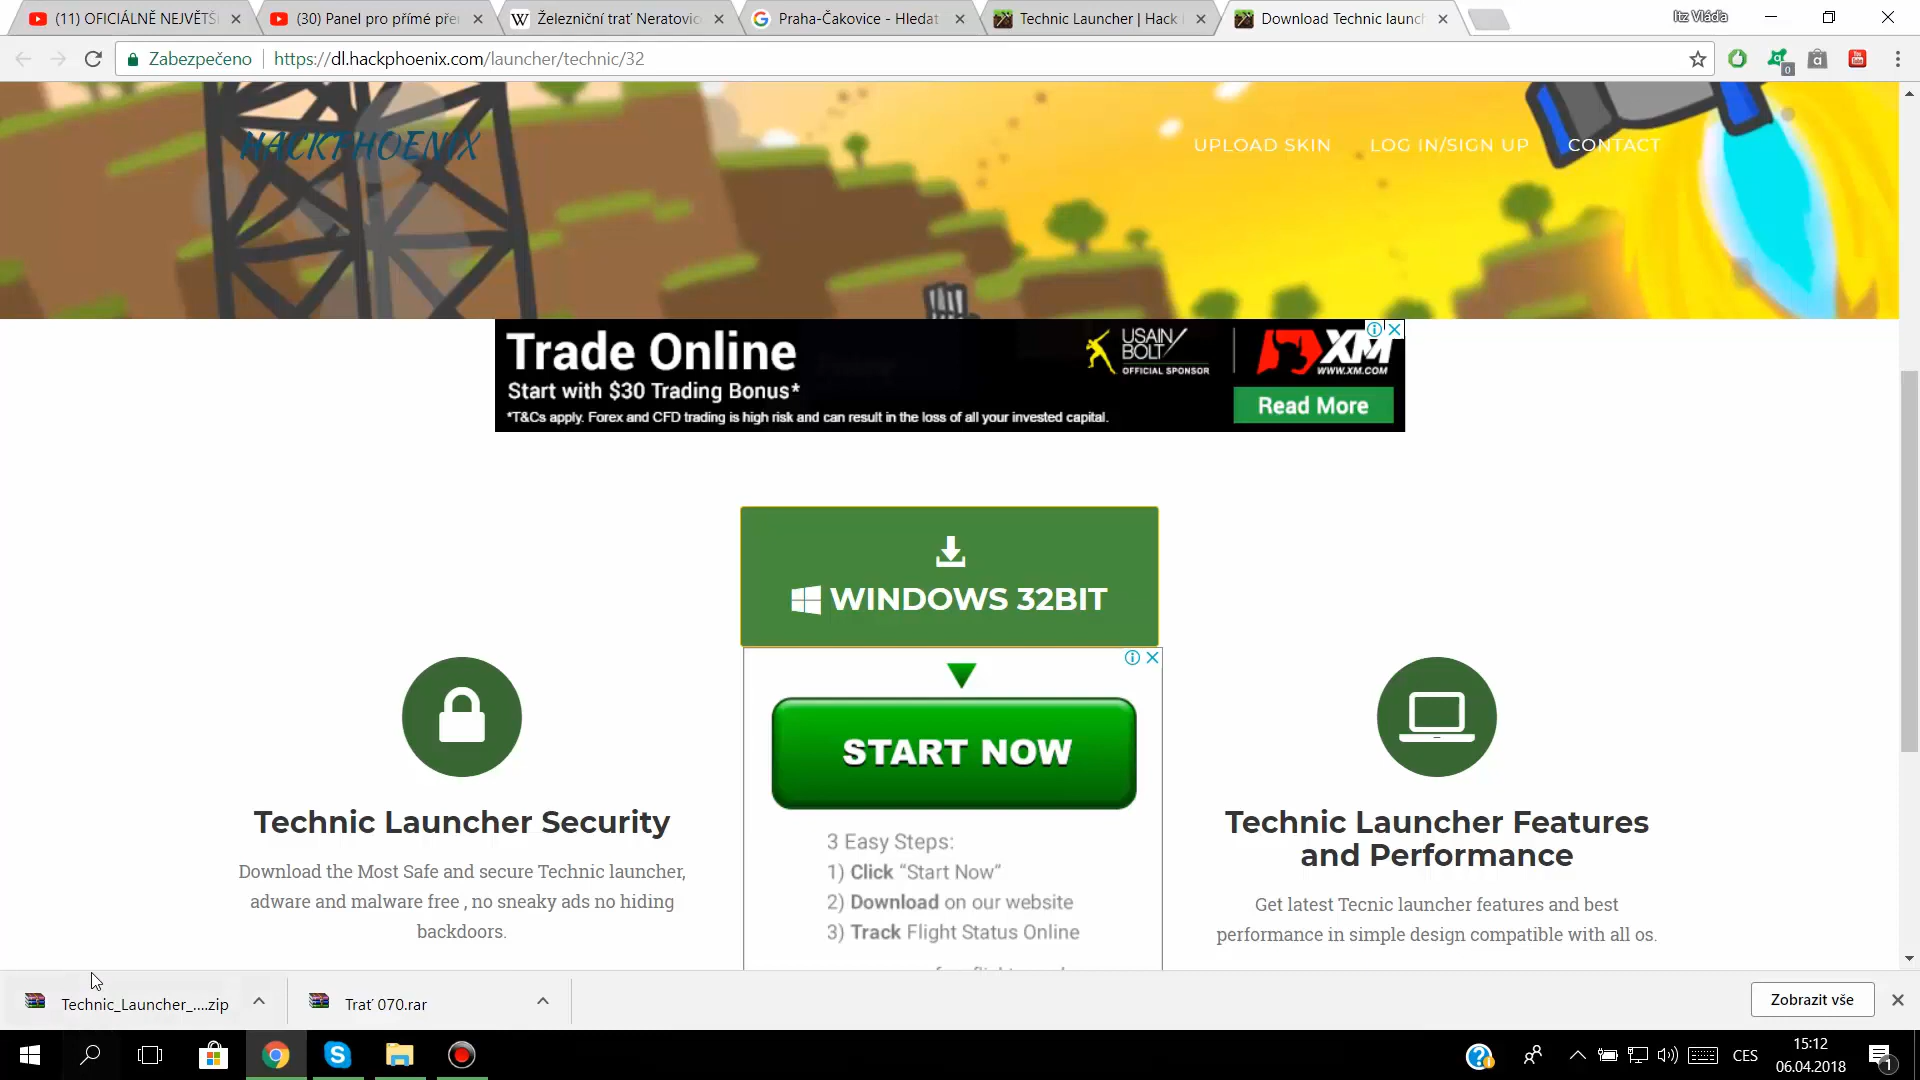 (11) OFICIÁLNĚ NEJVĚTŠÍ
(30) Panel pro přímé pře
Železniční trať Neratovic
Praha-Čakovice - Hledat
Technic Launcher | Hack
Download Technic launc
Itz Vláďa
Zabezpečeno
https://dl.hackphoenix.com/launcher/technic/32
0
HACKPHOENIX
UPLOAD SKIN
LOG IN/SIGN UP
CONTACT
Trade Online
Start with $30 Trading Bonus*
*T&Cs apply. Forex and CFD trading is high risk and can result in the loss of all your invested capital.
USAIN
BOLT
OFFICIAL SPONSOR
XM
WWW.XM.COM
Read More
WINDOWS 32BIT
START NOW
3 Easy Steps:
1) Click “Start Now”
2) Download on our website
3) Track Flight Status Online
Technic Launcher Security
Download the Most Safe and secure Technic launcher,
adware and malware free , no sneaky ads no hiding
backdoors.
Technic Launcher Features
and Performance
Get latest Tecnic launcher features and best
performance in simple design compatible with all os.
Technic_Launcher_....zip
Trať 070.rar
Zobrazit vše
CES
15:12
06.04.2018
1